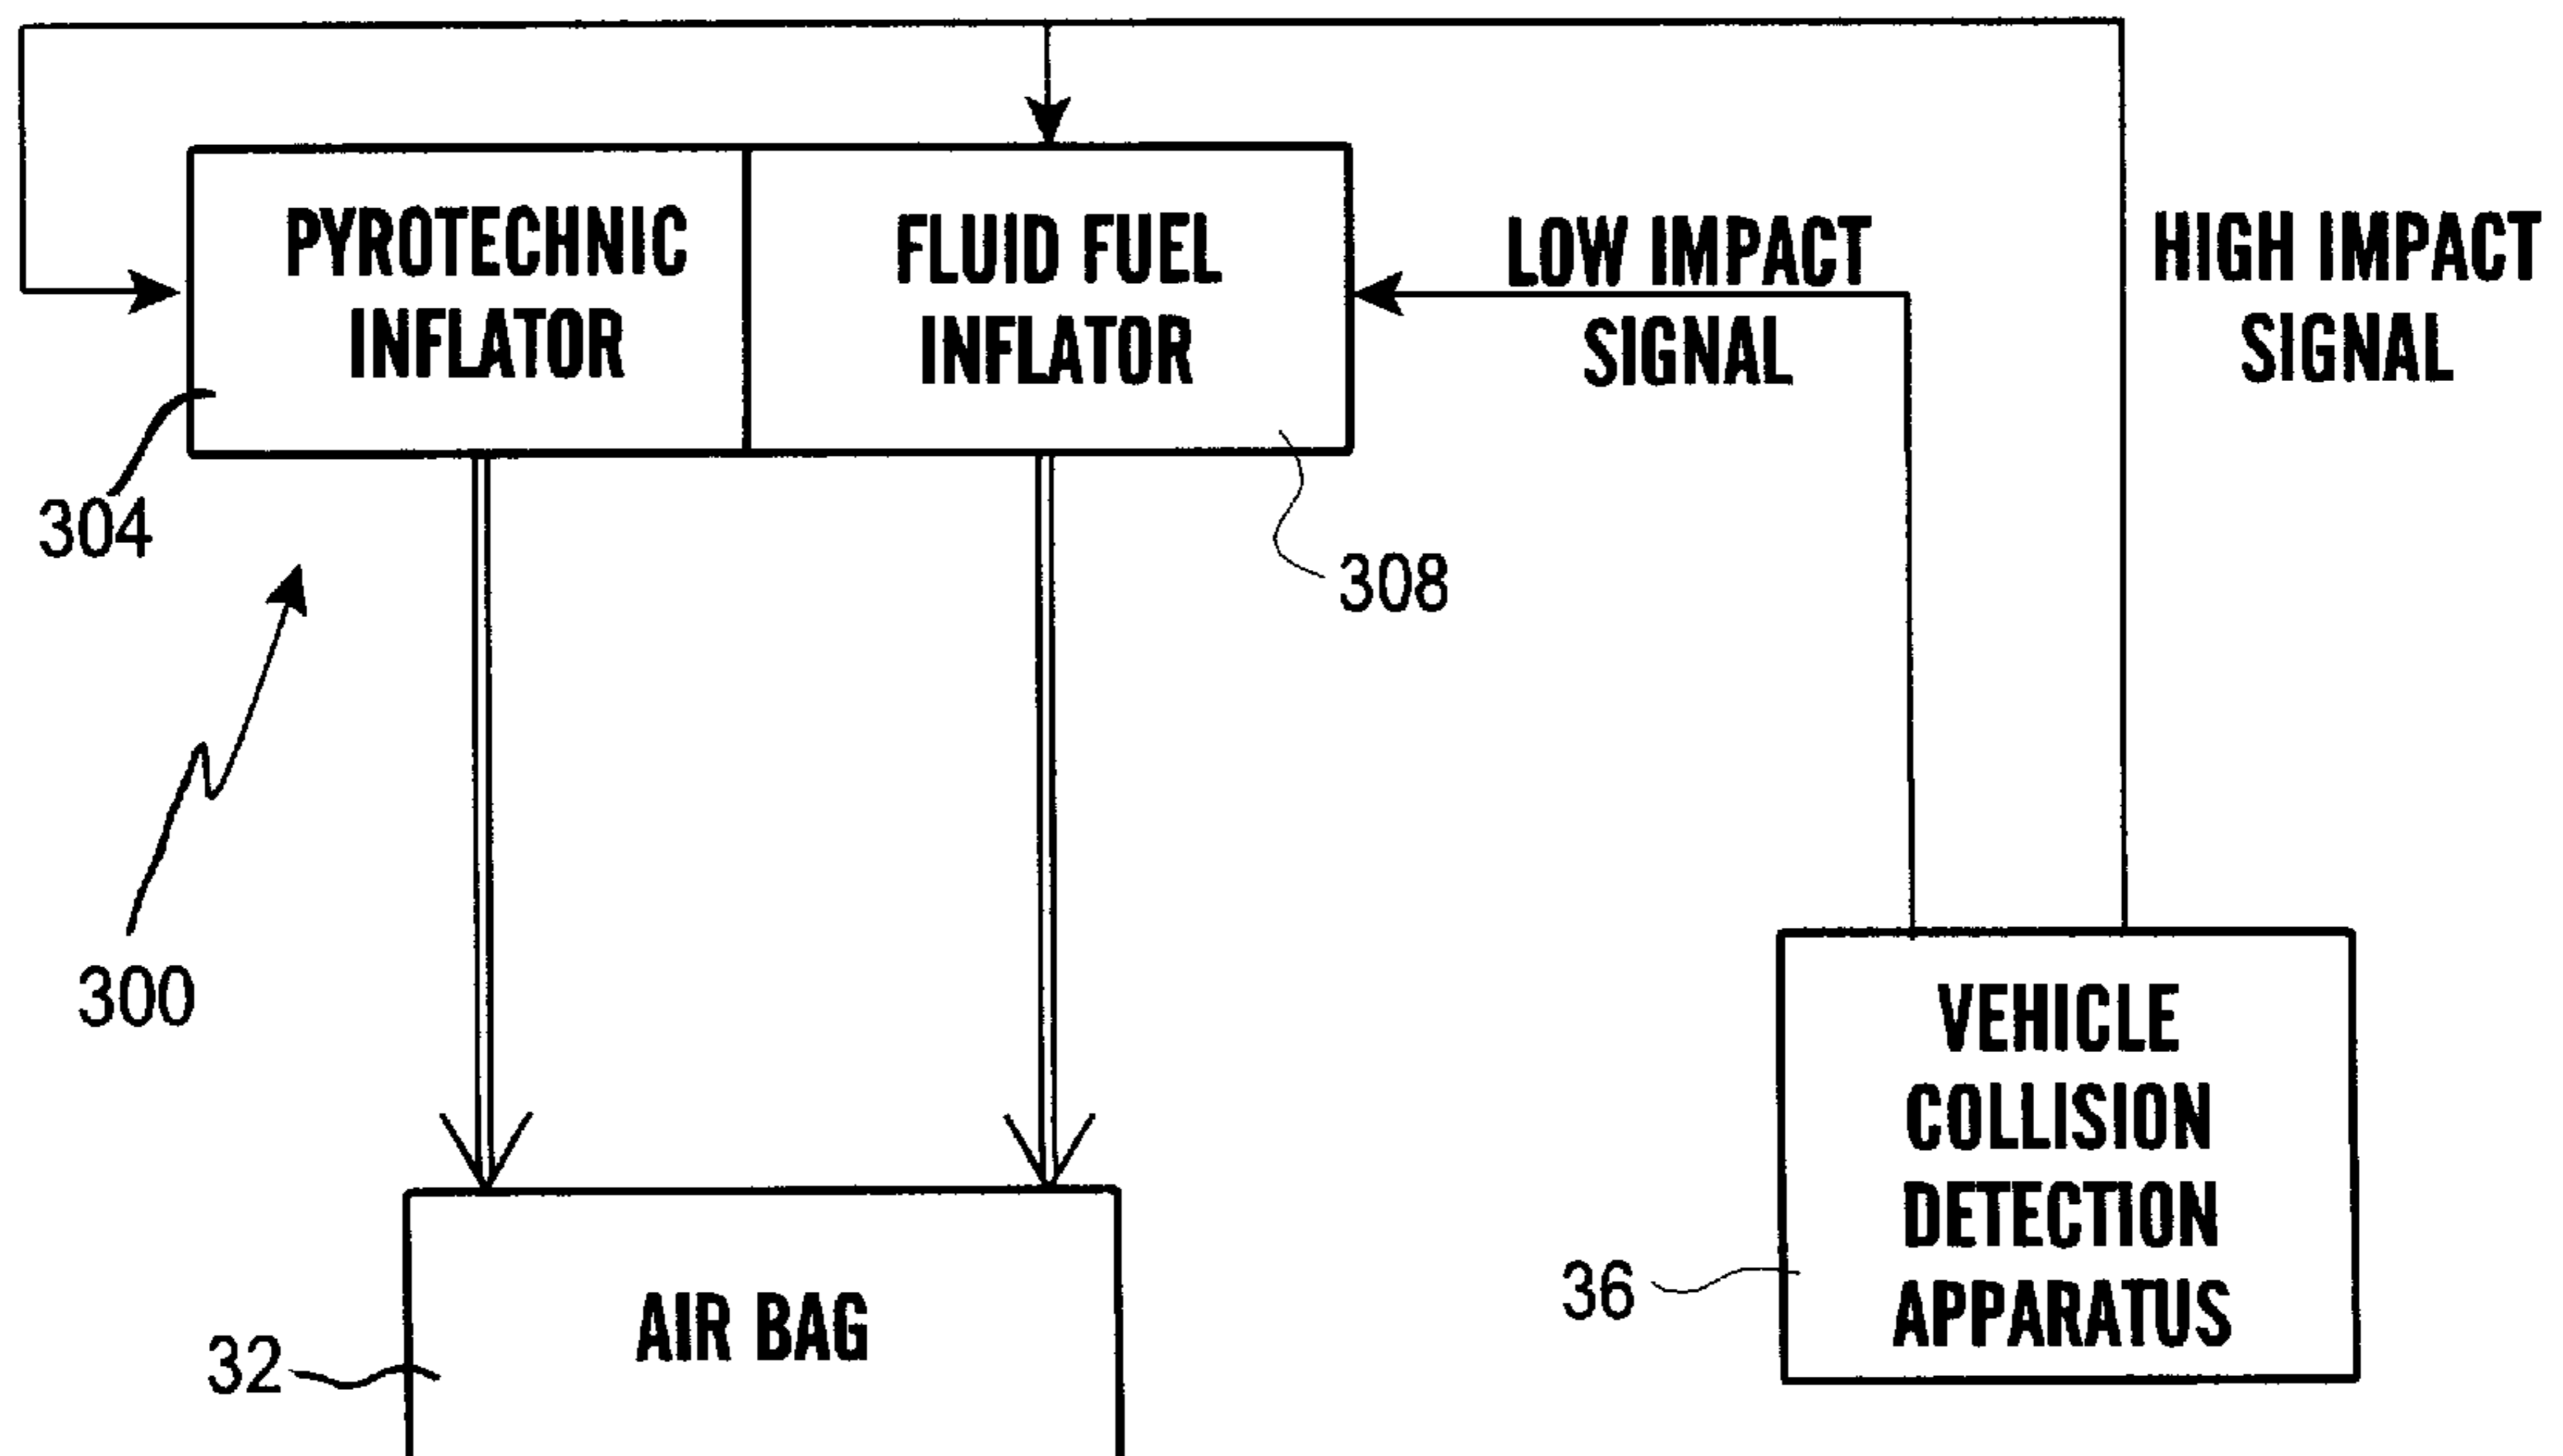 PYROTECHNIC
INFLATOR
FLUID FUEL
INFLATOR
LOW IMPACT
SIGNAL
HIGH IMPACT
SIGNAL
304
308
300
VEHICLE
COLLISION
DETECTION
APPARATUS
36
AIR BAG
32